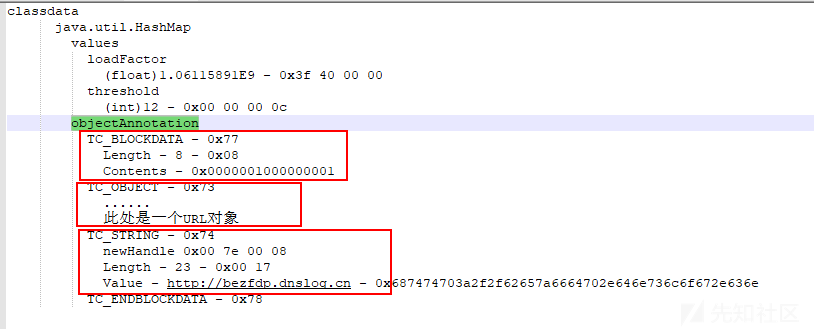 classdata
java.util.HashMap
values
loadFactor
(float)1.06115891E9 - 0x3f 40 00 00
threshold
(int)12 - 0x00 00 00 0c
objectAnnotation
TC_BLOCKDATA - 0x77
Length - 8 - 0x08
Contents - 0x0000001000000001
TC_OBJECT - 0x73
......
此处是一个URL对象
TC_STRING - 0x74
newHandle 0x00 7e 00 08
Length - 23 - 0x00 17
Value - http://bezfdp.dnslog.cn - 0x687474703a2f2f62657a6664702e646e736c6f672e636e
TC_ENDBLOCKDATA - 0x78
先知社区